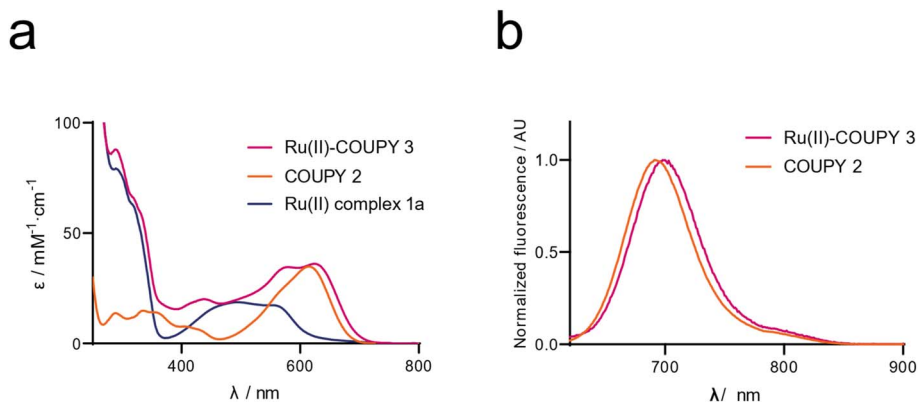 a
b
100
50
0
ε / mM⁻¹·cm⁻¹
Ru(II)-COUPY 3
COUPY 2
Ru(II) complex 1a
400
600
800
λ / nm
1.0
0.5
0.0
Normalized fluorescence / AU
Ru(II)-COUPY 3
COUPY 2
700
800
900
λ/ nm